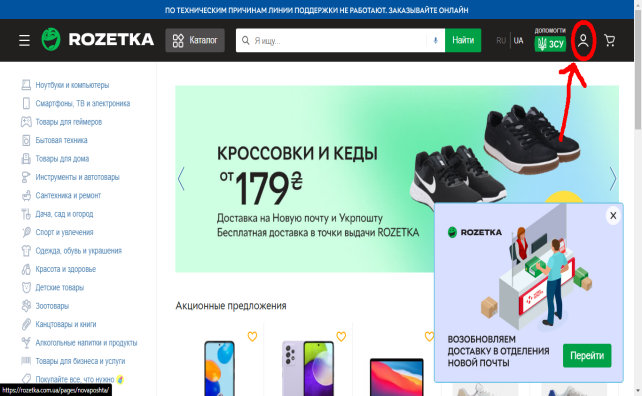 ПО ТЕХНИЧЕСКИМ ПРИЧИНАМ ЛИНИИ ПОДДЕРЖКИ НЕ РАБОТАЮТ. ЗАКАЗЫВАЙТЕ ОНЛАЙН
ROZETKA
Каталог
Я ищу...
Найти
RU | UA
ДОПОМОГТИ
ЗСУ
Ноутбуки и компьютеры
Смартфоны, ТВ и электроника
Товары для геймеров
Бытовая техника
Товары для дома
Инструменты и автотовары
Сантехника и ремонт
Дача, сад и огород
Спорт и увлечения
Одежда, обувь и украшения
Красота и здоровье
Детские товары
Зоотовары
Канцтовары и книги
Алкогольные напитки и продукты
Товары для бизнеса и услуги
Покупайте все, что нужно
https://rozetka.com.ua/pages/novaposhta/
КРОССОВКИ И КЕДЫ
ОТ 179₴
Доставка на Новую почту и Укрпошту
Бесплатная доставка в точки выдачи ROZETKA
Акционные предложения
X
ROZETKA
ВОЗОБНОВЛЯЕМ
ДОСТАВКУ В ОТДЕЛЕНИЯ
НОВОЙ ПОЧТЫ
Перейти